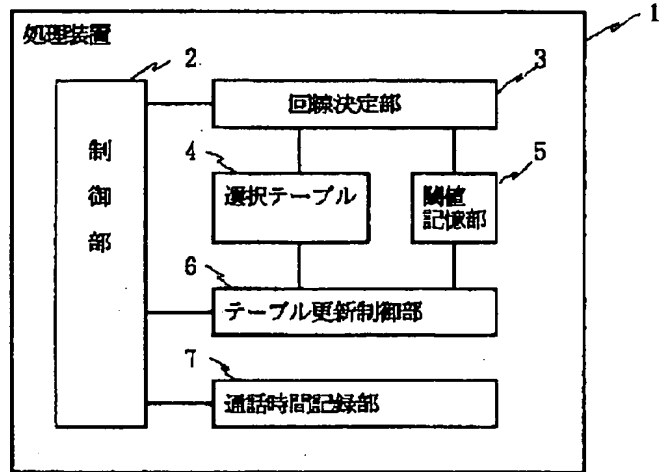 処理装置
1
2
3
回線決定部
制御部
4
5
選択テーブル
閾値
記憶部
6
テーブル更新制御部
7
通話時間記録部